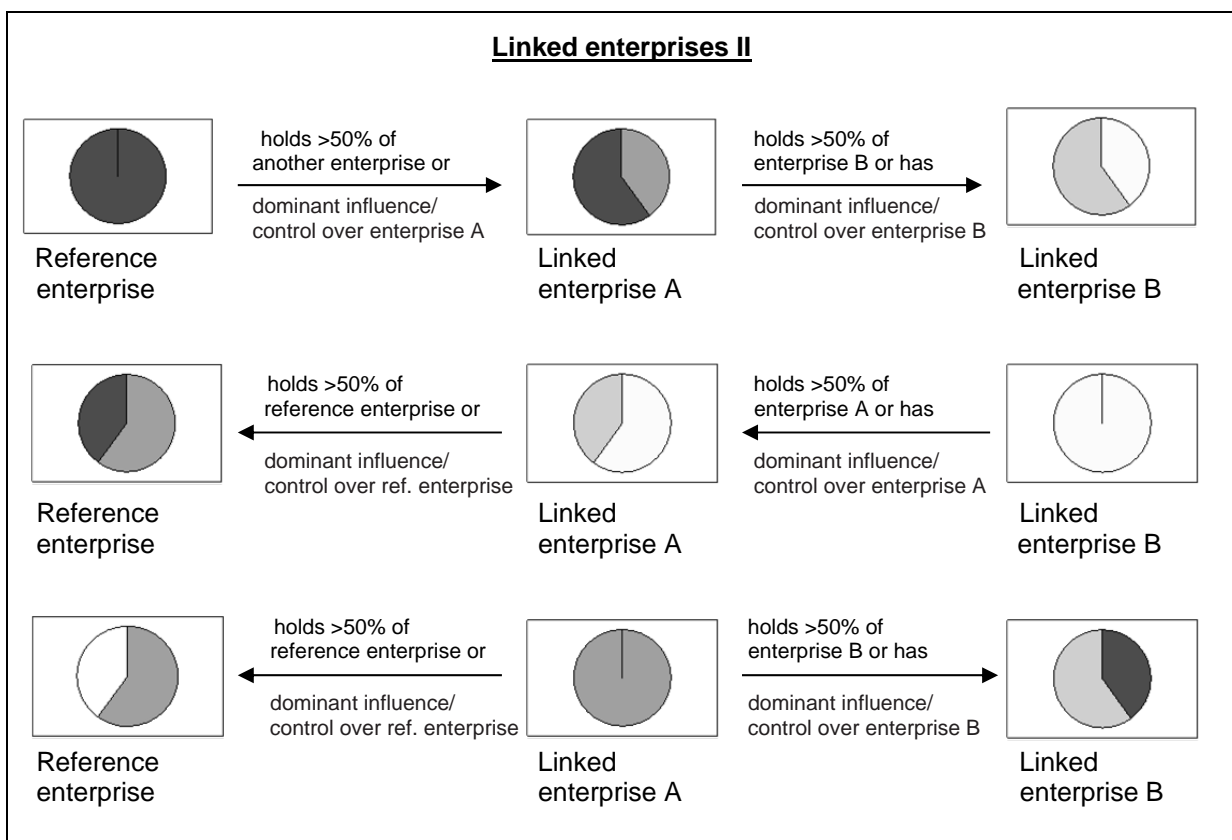 Linked enterprises II
holds >50% of
another enterprise or
dominant influence/
control over enterprise A
holds >50% of
enterprise B or has
dominant influence/
control over enterprise B
Reference
enterprise
Linked
enterprise A
Linked
enterprise B
holds >50% of
reference enterprise or
dominant influence/
control over ref. enterprise
holds >50% of
enterprise A or has
dominant influence/
control over enterprise A
Reference
enterprise
Linked
enterprise A
Linked
enterprise B
holds >50% of
reference enterprise or
dominant influence/
control over ref. enterprise
holds >50% of
enterprise B or has
dominant influence/
control over enterprise B
Reference
enterprise
Linked
enterprise A
Linked
enterprise B